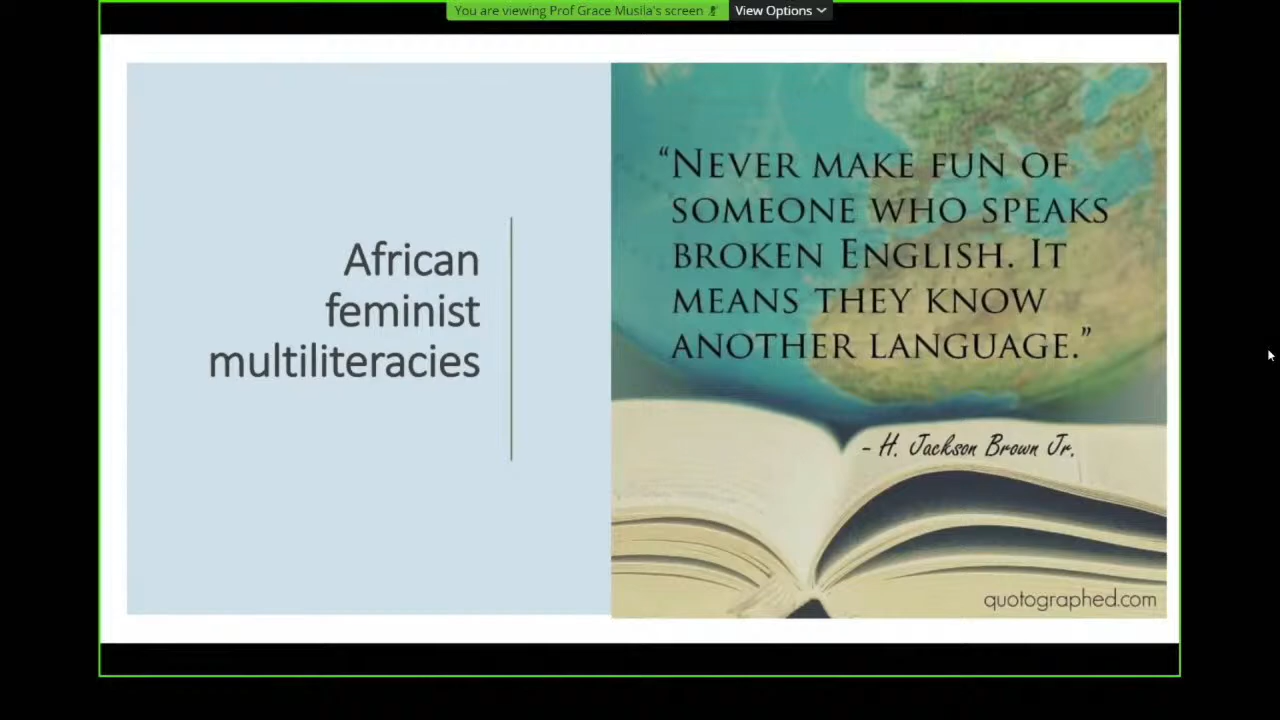 You are viewing Prof Grace Musila's screen
View Options
African
feminist
multiliteracies
“NEVER MAKE FUN OF
SOMEONE WHO SPEAKS
BROKEN ENGLISH. IT
MEANS THEY KNOW
ANOTHER LANGUAGE.”
- H. Jackson Brown Jr.
quotographed.com